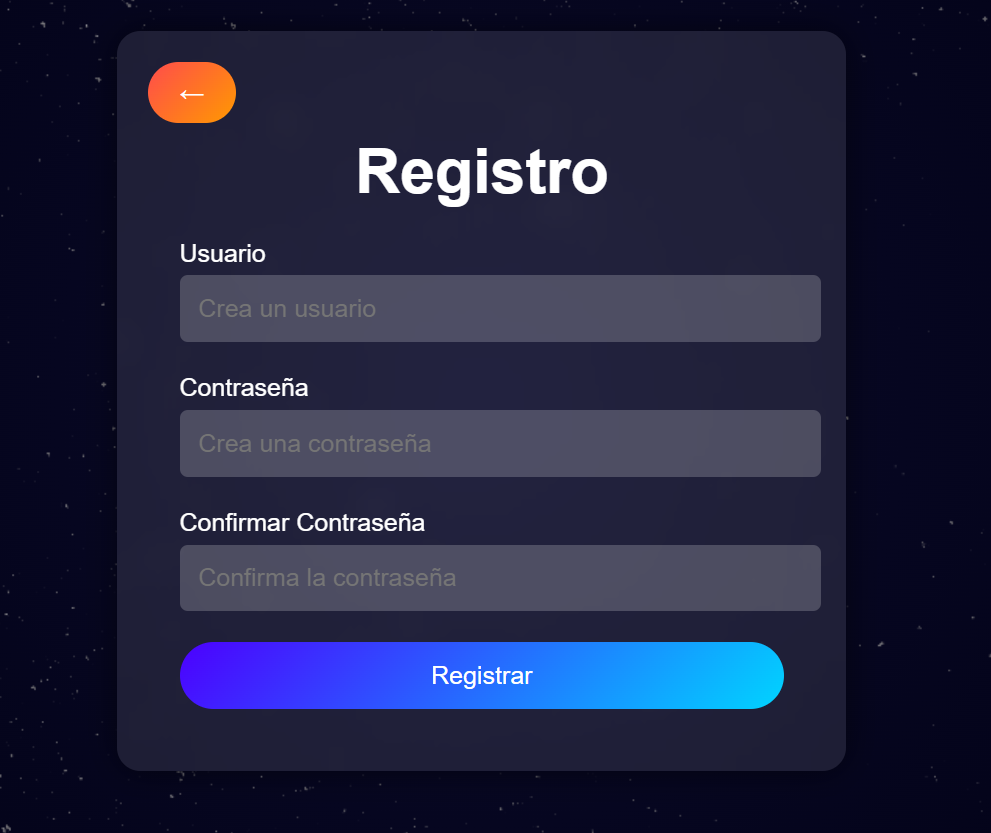 ←
Registro
Usuario
Crea un usuario
Contraseña
Crea una contraseña
Confirmar Contraseña
Confirma la contraseña
Registrar